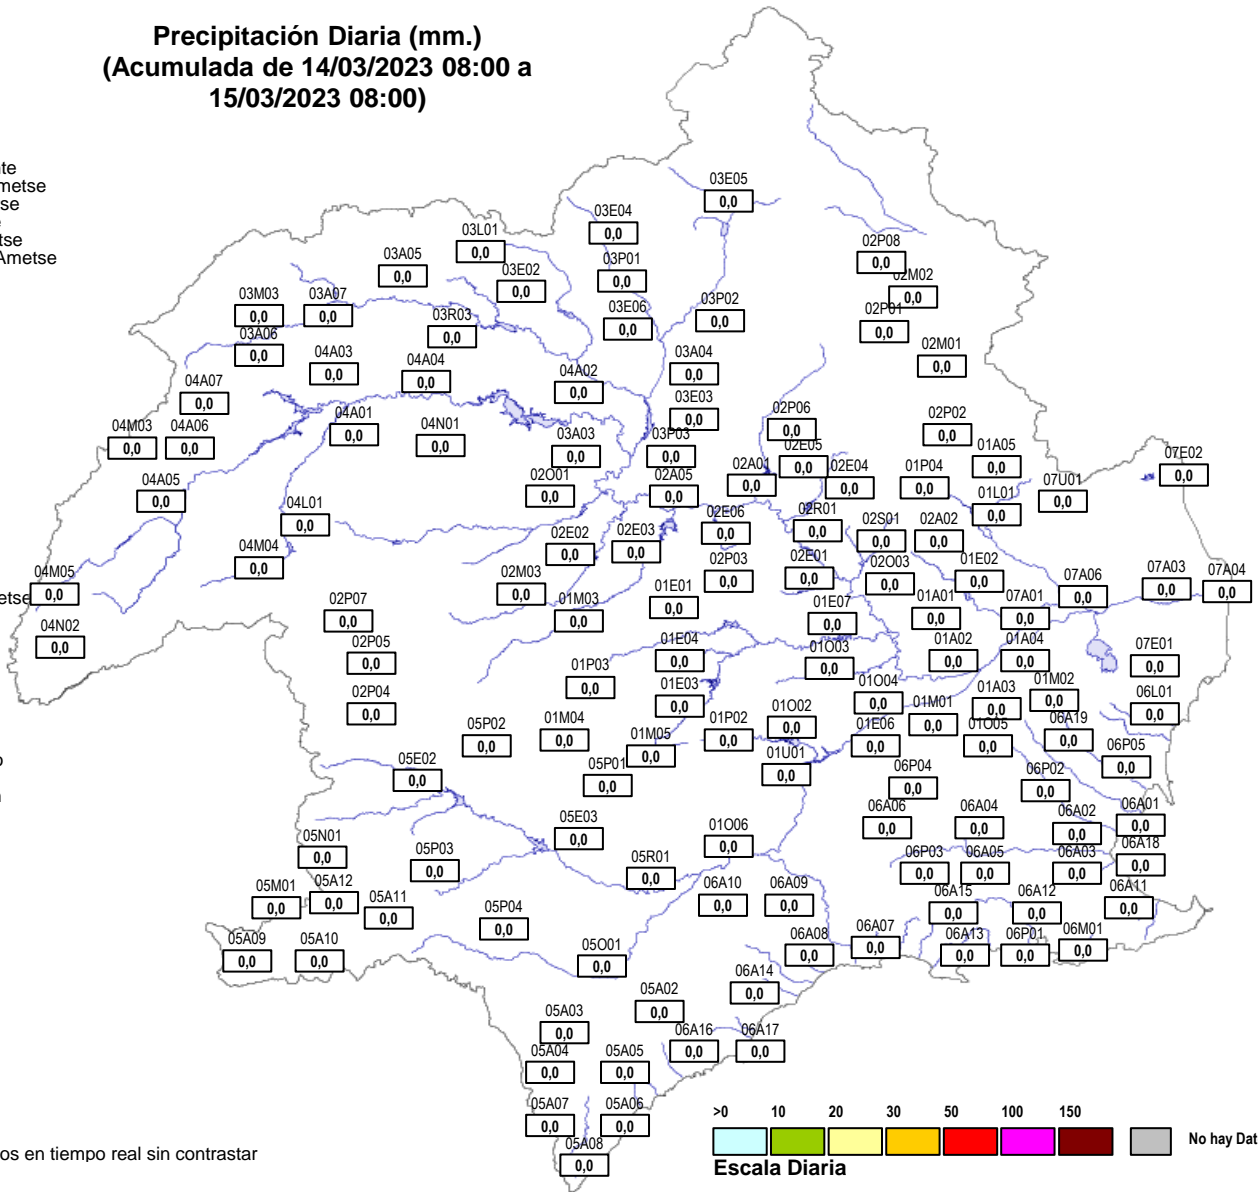 Precipitación Diaria (mm.)
(Acumulada de 14/03/2023 08:00 a
15/03/2023 08:00)
03E05
0,0
03E04
0,0
03L01
0,0
03A05
0,0
03E02
0,0
03P01
0,0
02P08
0,0
02M02
0,0
03M03
0,0
03A07
0,0
03R03
0,0
03E06
0,0
03P02
0,0
02P01
0,0
03A06
0,0
04A03
0,0
04A04
0,0
04A02
0,0
03A04
0,0
02M01
0,0
04A07
0,0
03E03
0,0
04M03
0,0
04A06
0,0
04A01
0,0
04N01
0,0
03A03
0,0
03P03
0,0
02P06
0,0
02E05
0,0
02P02
0,0
01A05
0,0
07E02
0,0
04A05
0,0
02O01
0,0
02A05
0,0
02A01
0,0
02E04
0,0
01P04
0,0
01L01
0,0
07U01
0,0
04L01
0,0
02E02
0,0
02E03
0,0
02E06
0,0
02R01
0,0
02S01
0,0
02A02
0,0
04M04
0,0
04M05
0,0
02M03
0,0
01M03
0,0
01E01
0,0
02P03
0,0
02E01
0,0
02O03
0,0
01E02
0,0
07A06
0,0
07A03
0,0
07A04
0,0
04N02
0,0
02P07
0,0
01E07
0,0
01A01
0,0
07A01
0,0
02P05
0,0
01E04
0,0
01O03
0,0
01A02
0,0
01A04
0,0
07E01
0,0
02P04
0,0
01P03
0,0
01E03
0,0
01O04
0,0
01M01
0,0
01A03
0,0
01M02
0,0
06L01
0,0
05P02
0,0
01M04
0,0
01M05
0,0
01P02
0,0
01O02
0,0
01E06
0,0
01O05
0,0
06A19
0,0
06P05
0,0
05E02
0,0
05P01
0,0
01U01
0,0
06P04
0,0
06P02
0,0
05E03
0,0
01O06
0,0
06A06
0,0
06A04
0,0
06A02
0,0
06A01
0,0
05N01
0,0
05P03
0,0
05R01
0,0
06P03
0,0
06A05
0,0
06A03
0,0
06A18
0,0
05M01
0,0
05A12
0,0
05A11
0,0
06A10
0,0
06A09
0,0
06A15
0,0
06A12
0,0
06A11
0,0
05A09
0,0
05A10
0,0
05P04
0,0
05O01
0,0
06A08
0,0
06A07
0,0
06A13
0,0
06P01
0,0
06M01
0,0
06A14
0,0
05A02
0,0
05A03
0,0
06A16
0,0
06A17
0,0
05A04
0,0
05A05
0,0
05A07
0,0
05A06
0,0
05A08
0,0
>0 10 20 30 50 100 150
No hay Dat
Escala Diaria
os en tiempo real sin contrastar